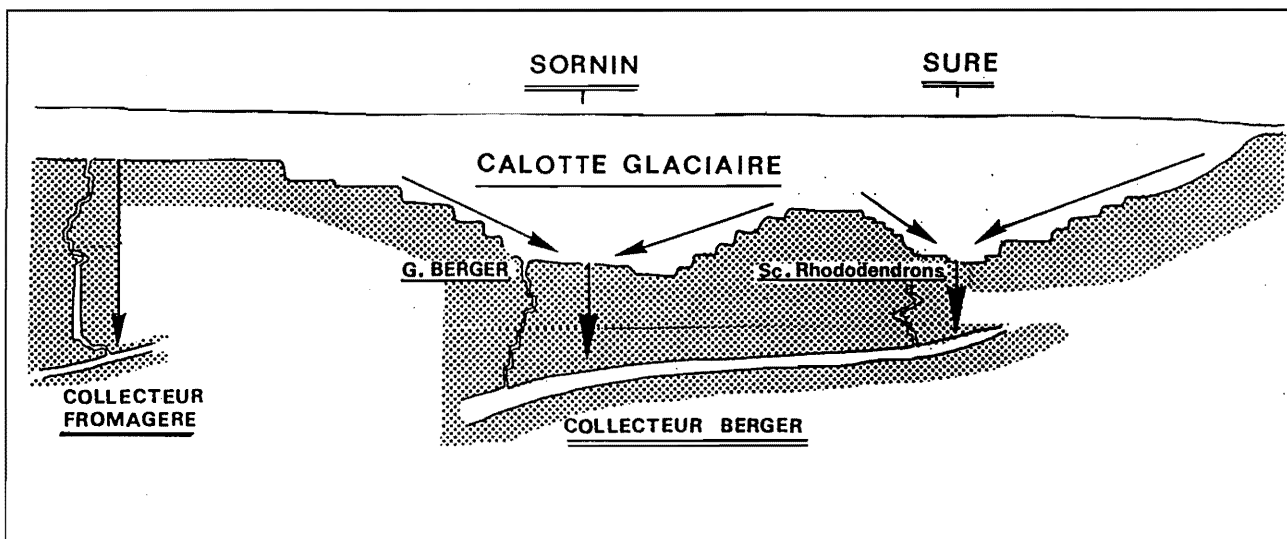 SORNIN
SURE
CALOTTE GLACIAIRE
G. BERGER
Sc. Rhododendrons
COLLECTEUR
FROMAGERE
COLLECTEUR BERGER